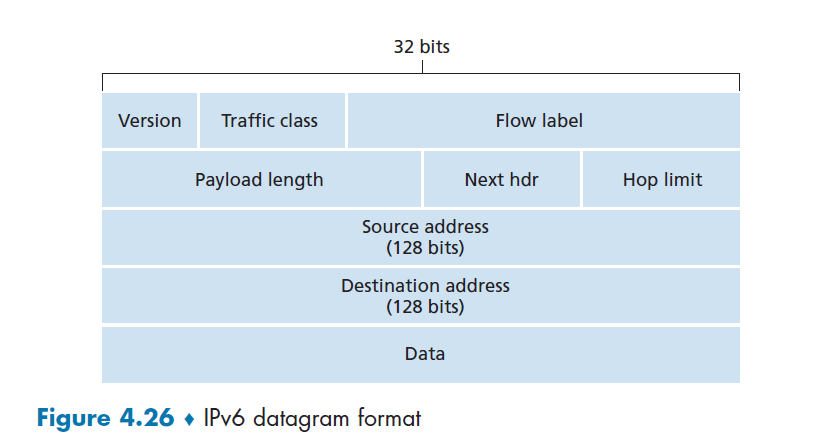 32 bits
Version Traffic class Flow label
Payload length Next hdr Hop limit
Source address
(128 bits)
Destination address
(128 bits)
Data
Figure 4.26 ♦ IPv6 datagram format